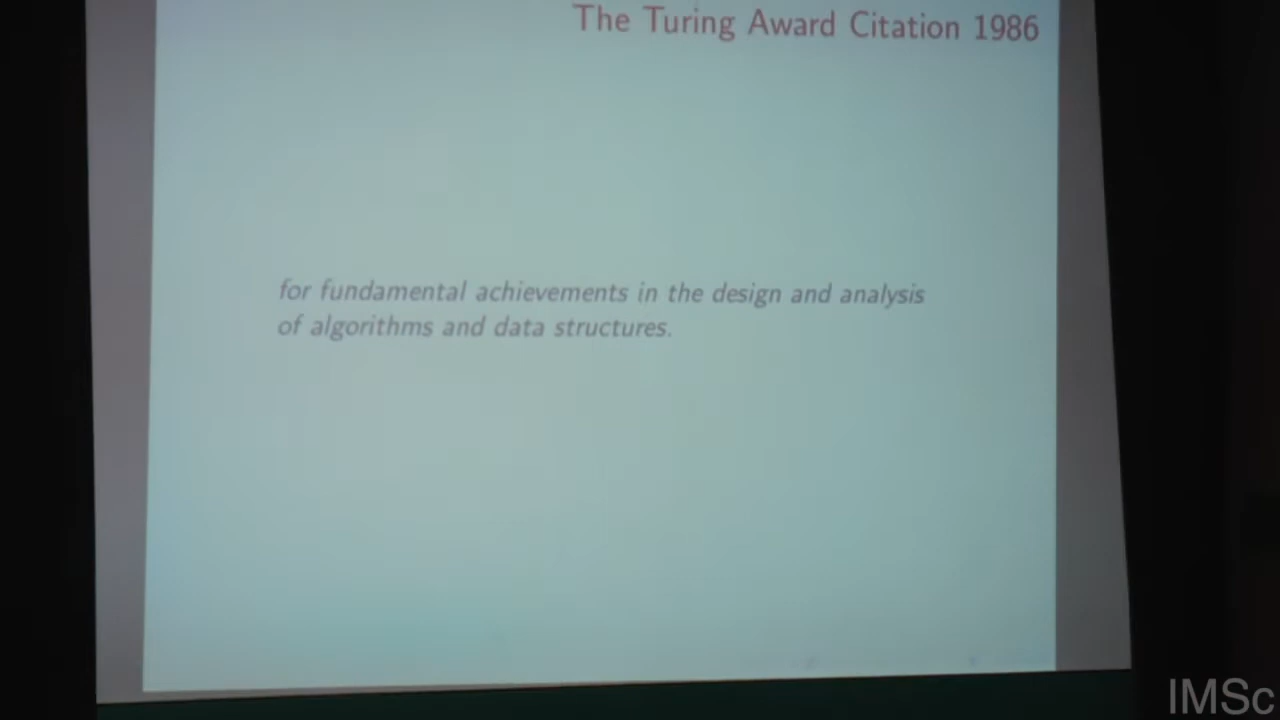 The Turing Award Citation 1986
for fundamental achievements in the design and analysis
of algorithms and data structures.
IMSc